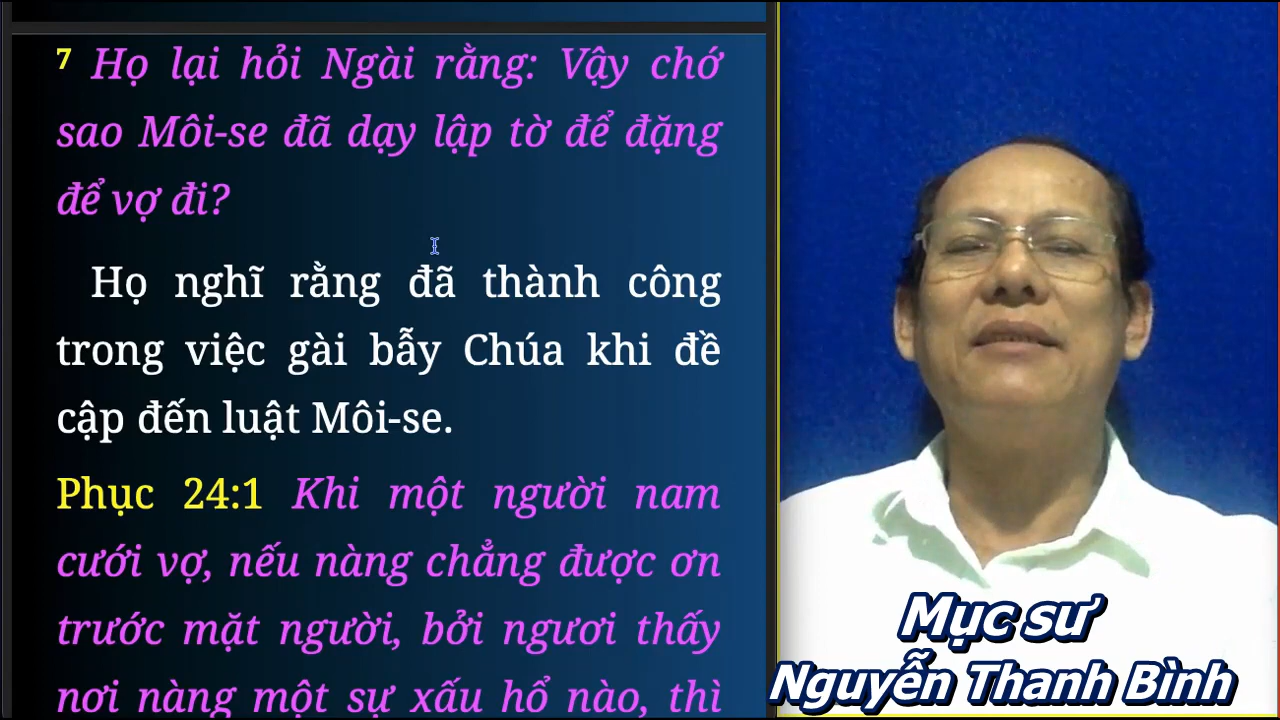 7 Họ lại hỏi Ngài rằng: Vậy chớ
sao Môi-se đã dạy lập tờ để đặng
để vợ đi?
Họ nghĩ rằng đã thành công
trong việc gài bẫy Chúa khi đề
cập đến luật Môi-se.
Phục 24:1 Khi một người nam
cưới vợ, nếu nàng chẳng được ơn
trước mặt người, bởi ngươi thấy
nơi nàng một sự xấu hổ nào, thì
Mục sư
Nguyễn Thanh Bình